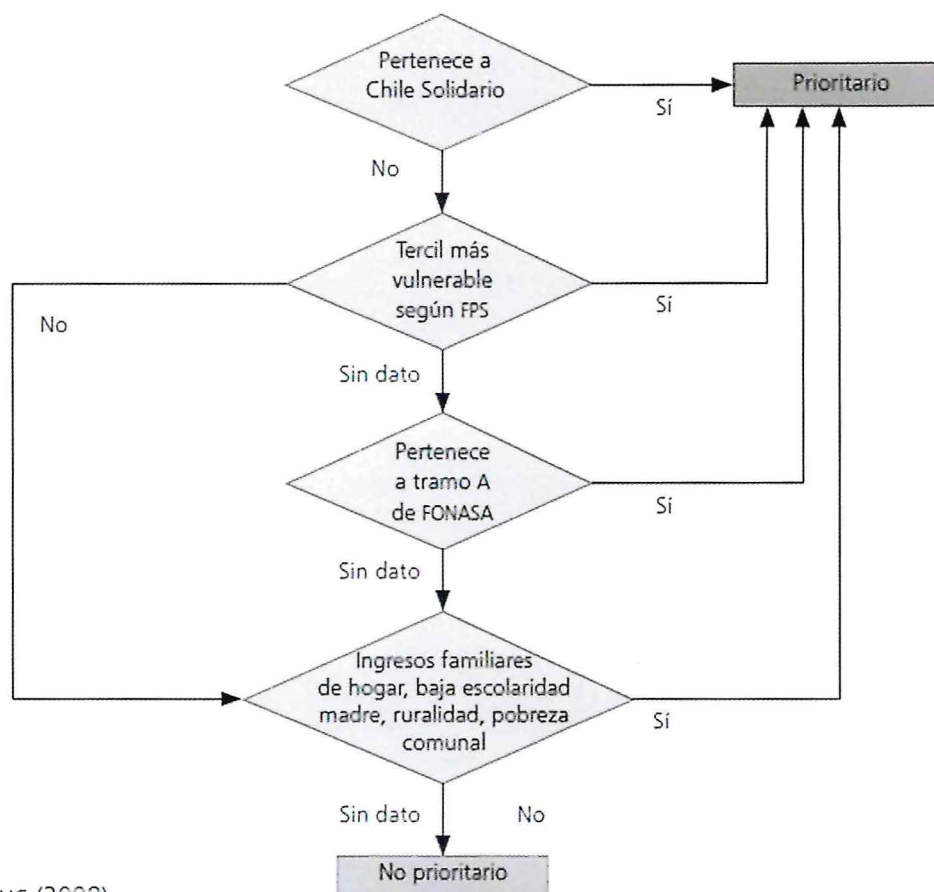 Pertenece a
Chile Solidario
Prioritario
Sí
No
Tercil más
vulnerable
según FPS
No
Sí
Sin dato
Pertenece
a tramo A
de FONASA
Sí
Sin dato
Ingresos familiares
de hogar, baja escolaridad
madre, ruralidad, pobreza
comunal
Sí
Sin dato
No
No prioritario